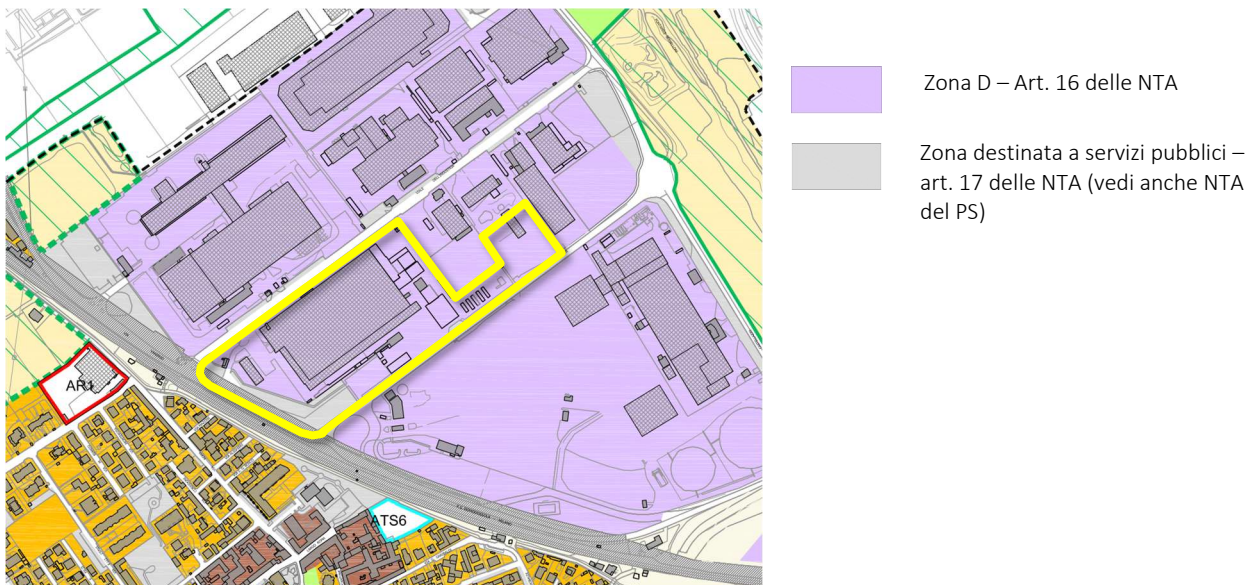 Zona D – Art. 16 delle NTA
Zona destinata a servizi pubblici –
art. 17 delle NTA (vedi anche NTA
del PS)
AR1
ATS6